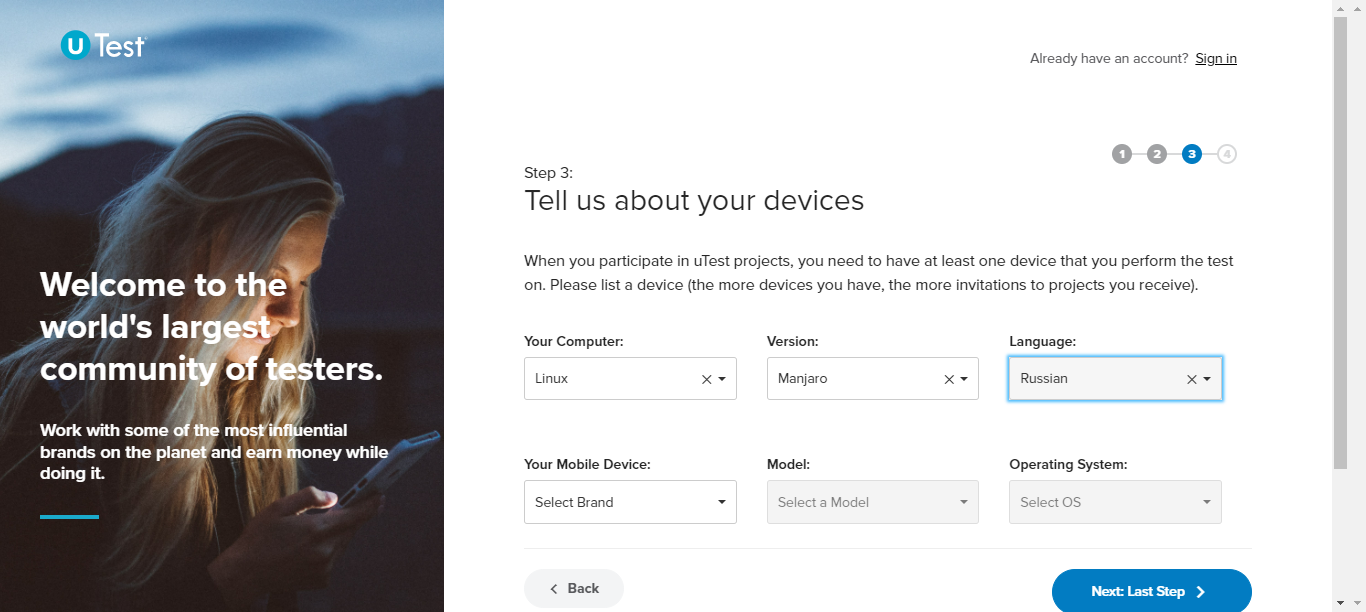 uTest
Already have an account? Sign in
1 2 3 4
Step 3:
Tell us about your devices
Welcome to the
world's largest
community of testers.
Work with some of the most influential
brands on the planet and earn money while
doing it.
When you participate in uTest projects, you need to have at least one device that you perform the test
on. Please list a device (the more devices you have, the more invitations to projects you receive).
Your Computer: Version: Language:
Linux Manjaro Russian
Your Mobile Device: Model: Operating System:
Select Brand Select a Model Select OS
Back Next: Last Step